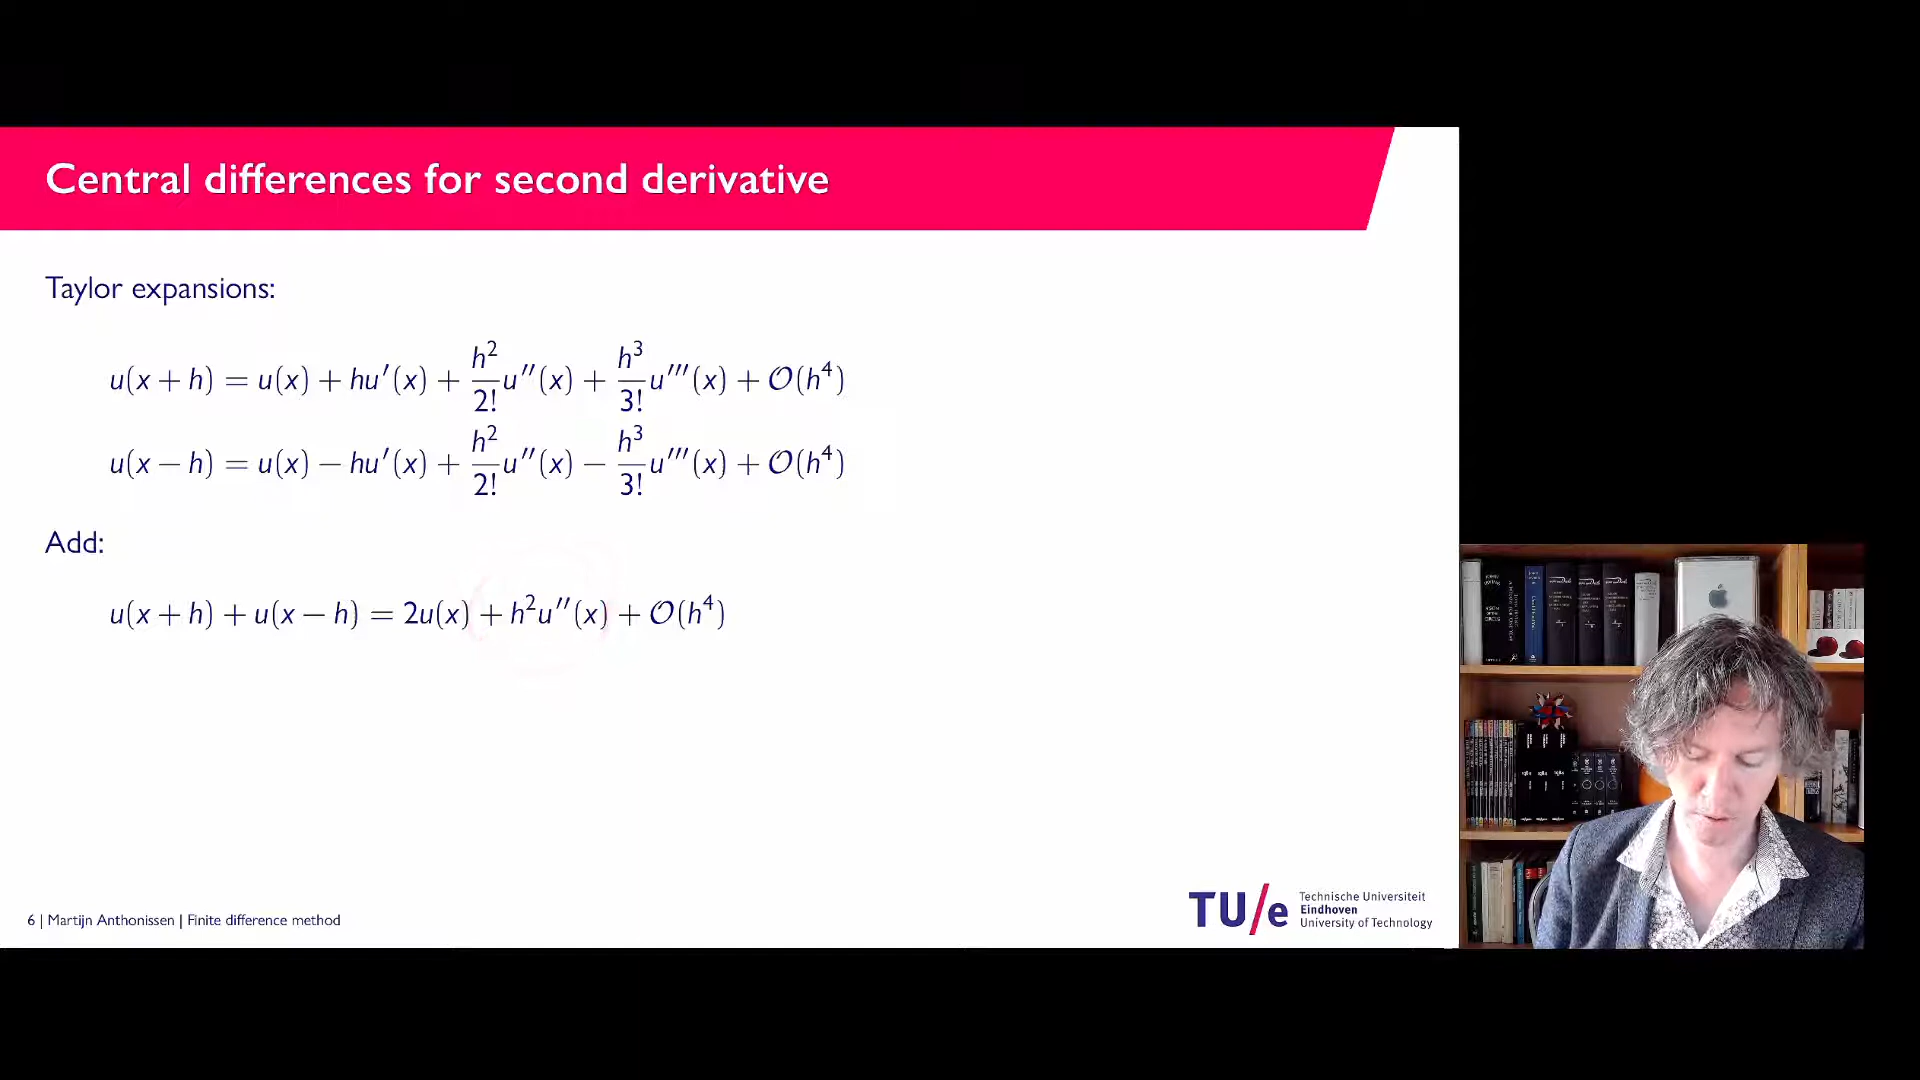 Central differences for second derivative
Taylor expansions:
u(x + h) = u(x) + hu′(x) + h²/2! u′′(x) + h³/3! u′′′(x) + O(h⁴)
u(x − h) = u(x) − hu′(x) + h²/2! u′′(x) − h³/3! u′′′(x) + O(h⁴)
Add:
u(x + h) + u(x − h) = 2u(x) + h²u′′(x) + O(h⁴)
6 | Martijn Anthonissen | Finite difference method
TU/e
Technische Universiteit
Eindhoven
University of Technology